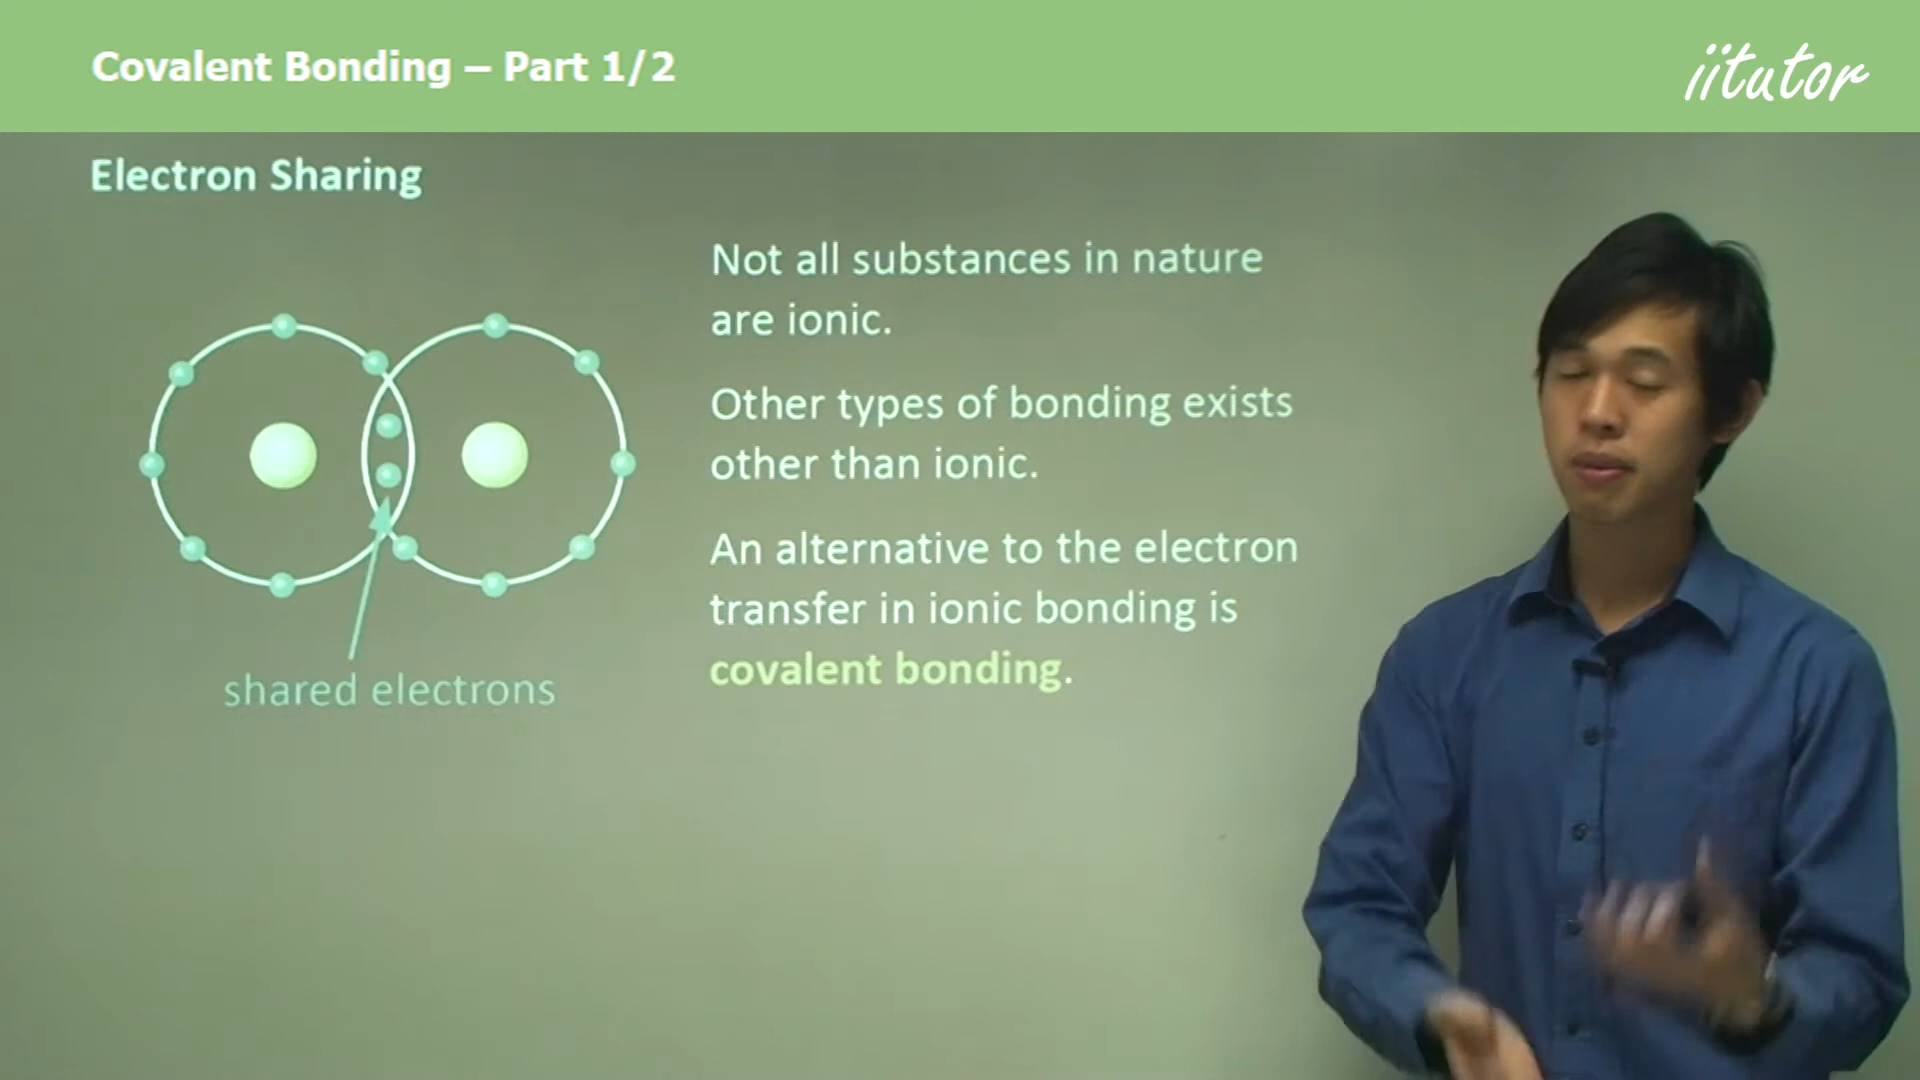 Covalent Bonding – Part 1/2
iitutor
Electron Sharing
Not all substances in nature
are ionic.
Other types of bonding exists
other than ionic.
An alternative to the electron
transfer in ionic bonding is
covalent bonding.
shared electrons